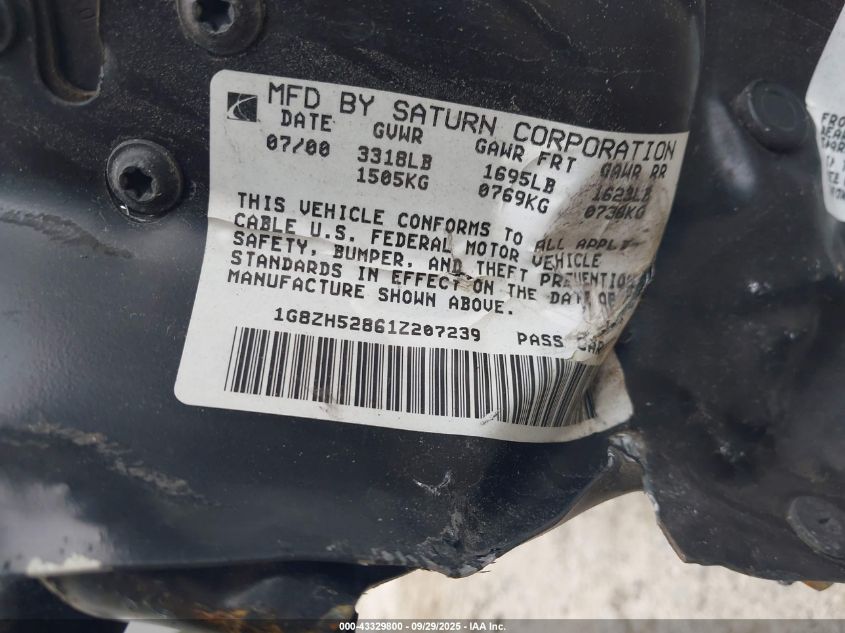 MFD BY SATURN CORPORATION
DATE GVWR GAWR FRT GAWR RR
07/00 3318LB 1695LB 1623LB
1505KG 0769KG 0736KG
THIS VEHICLE CONFORMS TO ALL APPLI-
CABLE U.S. FEDERAL MOTOR VEHICLE
SAFETY, BUMPER, AND THEFT PREVENTION
STANDARDS IN EFFECT ON THE DATE OF
MANUFACTURE SHOWN ABOVE.
1G8ZH52861Z207239 PASS CAR
FRO
000-43329800 - 09/29/2025 - IAA Inc.